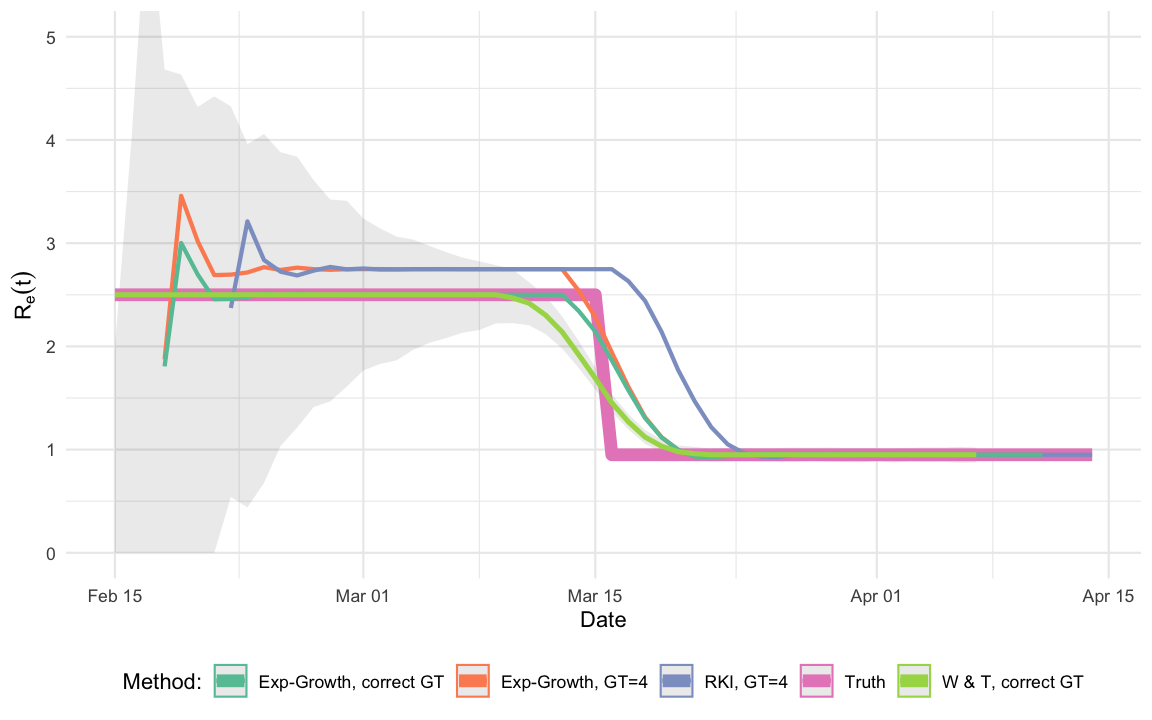 5
4
3
2
1
0
Re(t)
Feb 15 Mar 01 Mar 15 Apr 01 Apr 15
Date
Method: Exp-Growth, correct GT Exp-Growth, GT=4 RKI, GT=4 Truth W & T, correct GT